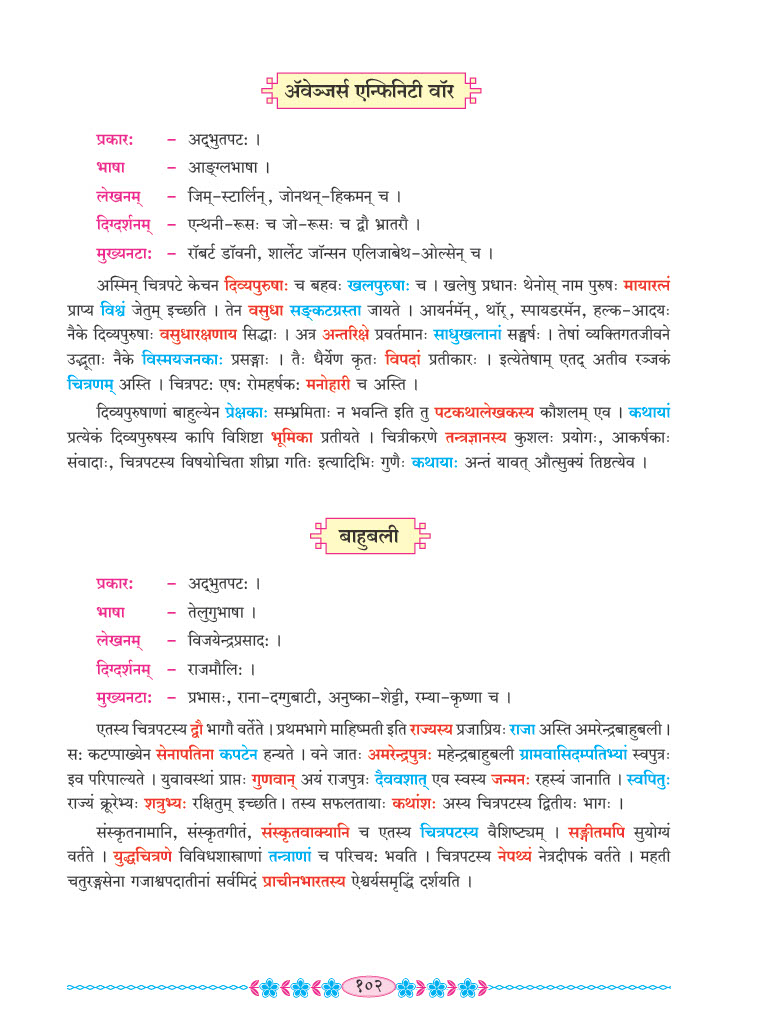 ॲवेञ्जर्स एन्फिनिटी वॉर
प्रकार: – अद्भुतपट: ।
भाषा – आङ्ग्लभाषा ।
लेखनम् – जिम्-स्टार्लिन्, जोनथन्-हिकमन् च ।
दिग्दर्शनम् – एन्थनी-रूसः च जो-रूसः च द्वौ भ्रातरौ ।
मुख्यनटा: – रॉबर्ट डॉवनी, शार्लेट जॉन्सन एलिजाबेथ-ओल्सेन् च ।
अस्मिन् चित्रपटे केचन दिव्यपुरुषाः च बहवः खलपुरुषाः च । खलेषु प्रधानः थेनोस् नाम पुरुषः मायारत्नं
प्राप्य विश्वं जेतुम् इच्छति । तेन वसुधा सङ्कटग्रस्ता जायते । आयर्नमॅन्, थॉर्, स्पायडरमॅन, हल्क-आदयः
नैके दिव्यपुरुषाः वसुधारक्षणाय सिद्धाः । अत्र अन्तरिक्षे प्रवर्तमानः साधुखलानां सङ्घर्षः । तेषां व्यक्तिगतजीवने
उद्भूताः नैके विस्मयजनकाः प्रसङ्गाः । तैः धैर्येण कृतः विपदां प्रतीकारः । इत्येतेषाम् एतद् अतीव रञ्जकं
चित्रणम् अस्ति । चित्रपटः एषः रोमहर्षकः मनोहारी च अस्ति ।
दिव्यपुरुषाणां बाहुल्येन प्रेक्षकाः सम्भ्रमिताः न भवन्ति इति तु पटकथालेखकस्य कौशलम् एव । कथायां
प्रत्येकं दिव्यपुरुषस्य कापि विशिष्टा भूमिका प्रतीयते । चित्रीकरणे तन्त्रज्ञानस्य कुशलः प्रयोगः, आकर्षकाः
संवादाः, चित्रपटस्य विषयोचिता शीघ्रा गतिः इत्यादिभिः गुणैः कथायाः अन्तं यावत् औत्सुक्यं तिष्ठत्येव ।
बाहुबली
प्रकार: – अद्भुतपट: ।
भाषा – तेलुगुभाषा ।
लेखनम् – विजयेन्द्रप्रसाद: ।
दिग्दर्शनम् – राजमौलि: ।
मुख्यनटा: – प्रभासः, राना-दग्गुबाटी, अनुष्का-शेट्टी, रम्या-कृष्णा च ।
एतस्य चित्रपटस्य द्वौ भागौ वर्तेते । प्रथमभागे माहिष्मती इति राज्यस्य प्रजाप्रियः राजा अस्ति अमरेन्द्रबाहुबली ।
सः कटप्पाख्येन सेनापतिना कपटेन हन्यते । वने जातः अमरेन्द्रपुत्रः महेन्द्रबाहुबली ग्रामवासिदम्पतिभ्यां स्वपुत्रः
इव परिपाल्यते । युवावस्थां प्राप्तः गुणवान् अयं राजपुत्रः दैववशात् एव स्वस्य जन्मनः रहस्यं जानाति । स्वपितुः
राज्यं क्रूरेभ्यः शत्रुभ्यः रक्षितुम् इच्छति । तस्य सफलतायाः कथांशः अस्य चित्रपटस्य द्वितीयः भागः ।
संस्कृतनामानि, संस्कृतगीतं, संस्कृतवाक्यानि च एतस्य चित्रपटस्य वैशिष्ट्यम् । सङ्गीतमपि सुयोग्यं
वर्तते । युद्धचित्रणे विविधशास्त्राणां तन्त्राणां च परिचयः भवति । चित्रपटस्य नेपथ्यं नेत्रदीपकं वर्तते । महती
चतुरङ्गसेना गजाश्वपदातीनां सर्वमिदं प्राचीनभारतस्य ऐश्वर्यसमृद्धिं दर्शयति ।
१०२